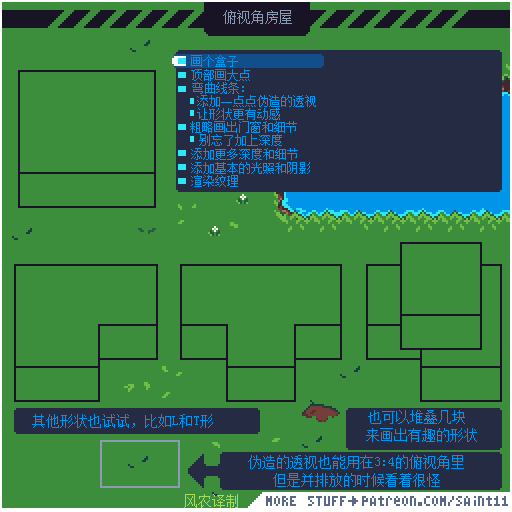 俯视角房屋
画个盒子
顶部画大点
弯曲线条:
添加一点点伪造的透视
让形状更有动感
粗略画出门窗和细节
别忘了加上深度
添加更多深度和细节
添加基本的光照和阴影
渲染纹理
其他形状也试试，比如L和T形
也可以堆叠几块
来画出有趣的形状
伪造的透视也能用在3:4的俯视角里
但是并排放的时候看着很怪
风农译制
MORE STUFF→PATREON.COM/SAINT11